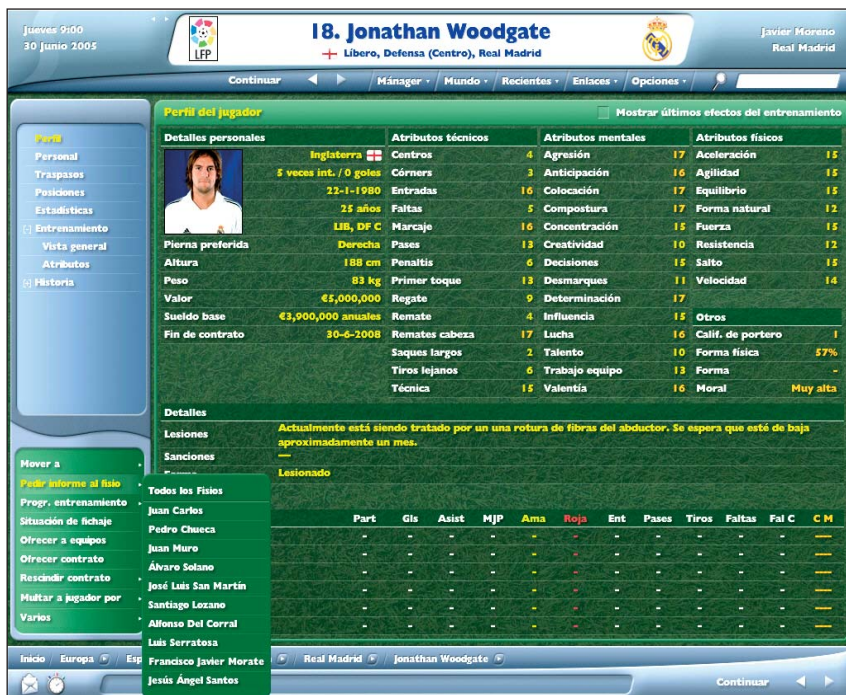 Jueves 9:00
30 Junio 2005
LFP
18. Jonathan Woodgate
Líbero, Defensa (Centro), Real Madrid
Javier Moreno
Real Madrid
Continuar Mánager Mundo Recientes Enlaces Opciones
Perfil del jugador
Mostrar últimos efectos del entrenamiento
Perfil
Personal
Traspasos
Posiciones
Estadísticas
[-] Entrenamiento
Vista general
Atributos
[+] Historia
Detalles personales
Inglaterra
5 veces int. / 0 goles
22-1-1980
25 años
LIB, DF C
Pierna preferida Derecha
Altura 188 cm
Peso 83 kg
Valor €5,000,000
Sueldo base €3,900,000 anuales
Fin de contrato 30-6-2008
Atributos técnicos
Centros 4
Córners 3
Entradas 16
Faltas 5
Marcaje 16
Pases 13
Penaltis 6
Primer toque 13
Regate 9
Remate 4
Remates cabeza 17
Saques largos 2
Tiros lejanos 6
Técnica 15
Atributos mentales
Agresión 17
Anticipación 16
Colocación 17
Compostura 17
Concentración 15
Creatividad 10
Decisiones 15
Desmarques 11
Determinación 17
Influencia 15
Lucha 16
Talento 10
Trabajo equipo 13
Valentía 16
Atributos físicos
Aceleración 15
Agilidad 15
Equilibrio 15
Forma natural 12
Fuerza 15
Resistencia 12
Salto 15
Velocidad 14
Otros
Calif. de portero 1
Forma física 57%
Forma -
Moral Muy alta
Detalles
Lesiones Actualmente está siendo tratado por un una rotura de fibras del abductor. Se espera que esté de baja
aproximadamente un mes.
Sanciones —
Lesionado
Part Gls Asist MJP Ama Roja Ent Pases Tiros Faltas Fal C C M
- - - - - - - - - - - —
- - - - - - - - - - - —
- - - - - - - - - - - —
- - - - - - - - - - - —
- - - - - - - - - - - —
- - - - - - - - - - - —
Mover a
Pedir informe al fisio
Progr. entrenamiento
Situación de fichaje
Ofrecer a equipos
Ofrecer contrato
Rescindir contrato
Multar a jugador por
Varios
Todos los Fisios
Juan Carlos
Pedro Chueca
Juan Muro
Álvaro Solano
José Luis San Martín
Santiago Lozano
Alfonso Del Corral
Luis Serratosa
Francisco Javier Morate
Jesús Ángel Santos
Inicio Europa Real Madrid Jonathan Woodgate
Continuar